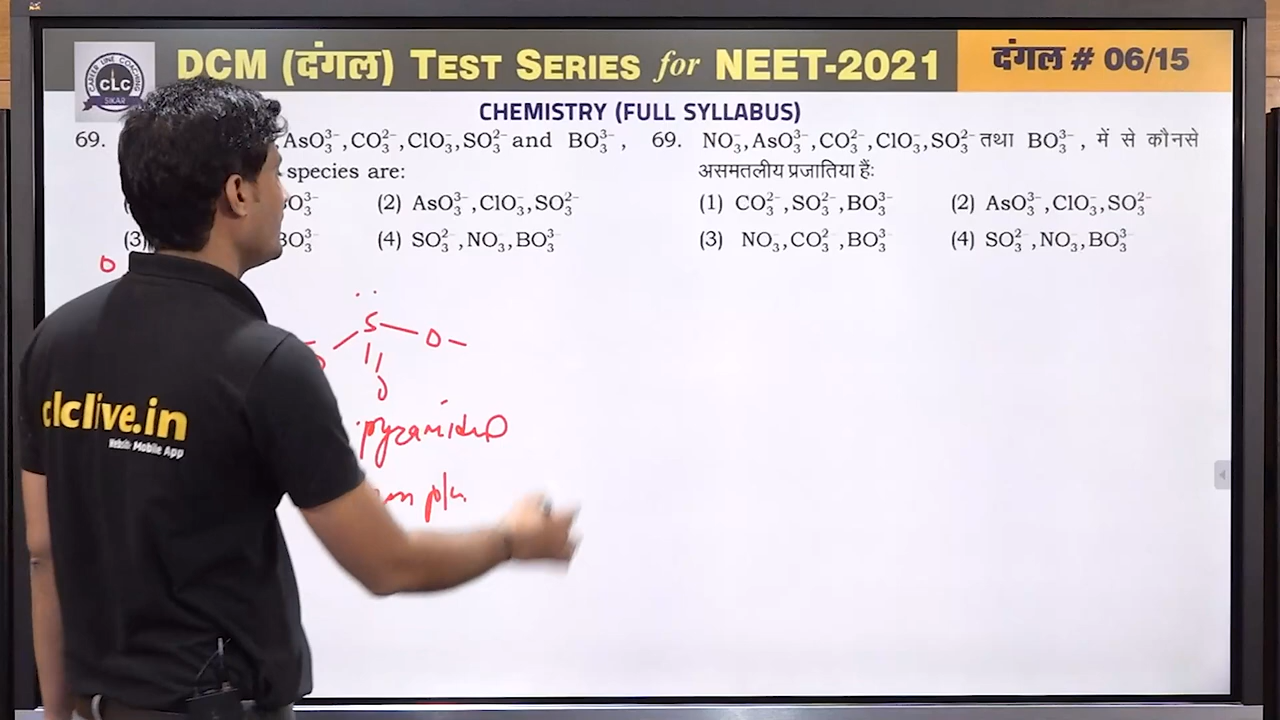 DCM (दंगल) TEST SERIES for NEET-2021
दंगल # 06/15
CAREER LINE COACHING
CLC
SIKAR
CHEMISTRY (FULL SYLLABUS)
69. AsO₃³⁻, CO₃²⁻, ClO₃⁻, SO₃²⁻ and BO₃³⁻,
species are:
O₃³⁻ (2) AsO₃³⁻, ClO₃⁻, SO₃²⁻
(3) BO₃³⁻ (4) SO₃²⁻, NO₃⁻, BO₃³⁻
69. NO₃⁻, AsO₃³⁻, CO₃²⁻, ClO₃⁻, SO₃²⁻ तथा BO₃³⁻, में से कौनसे
असमतलीय प्रजातिया हैं:
(1) CO₃²⁻, SO₃²⁻, BO₃³⁻ (2) AsO₃³⁻, ClO₃⁻, SO₃²⁻
(3) NO₃⁻, CO₃²⁻, BO₃³⁻ (4) SO₃²⁻, NO₃⁻, BO₃³⁻
O
S O
O
pyramidal
clclive.in
Website Mobile App